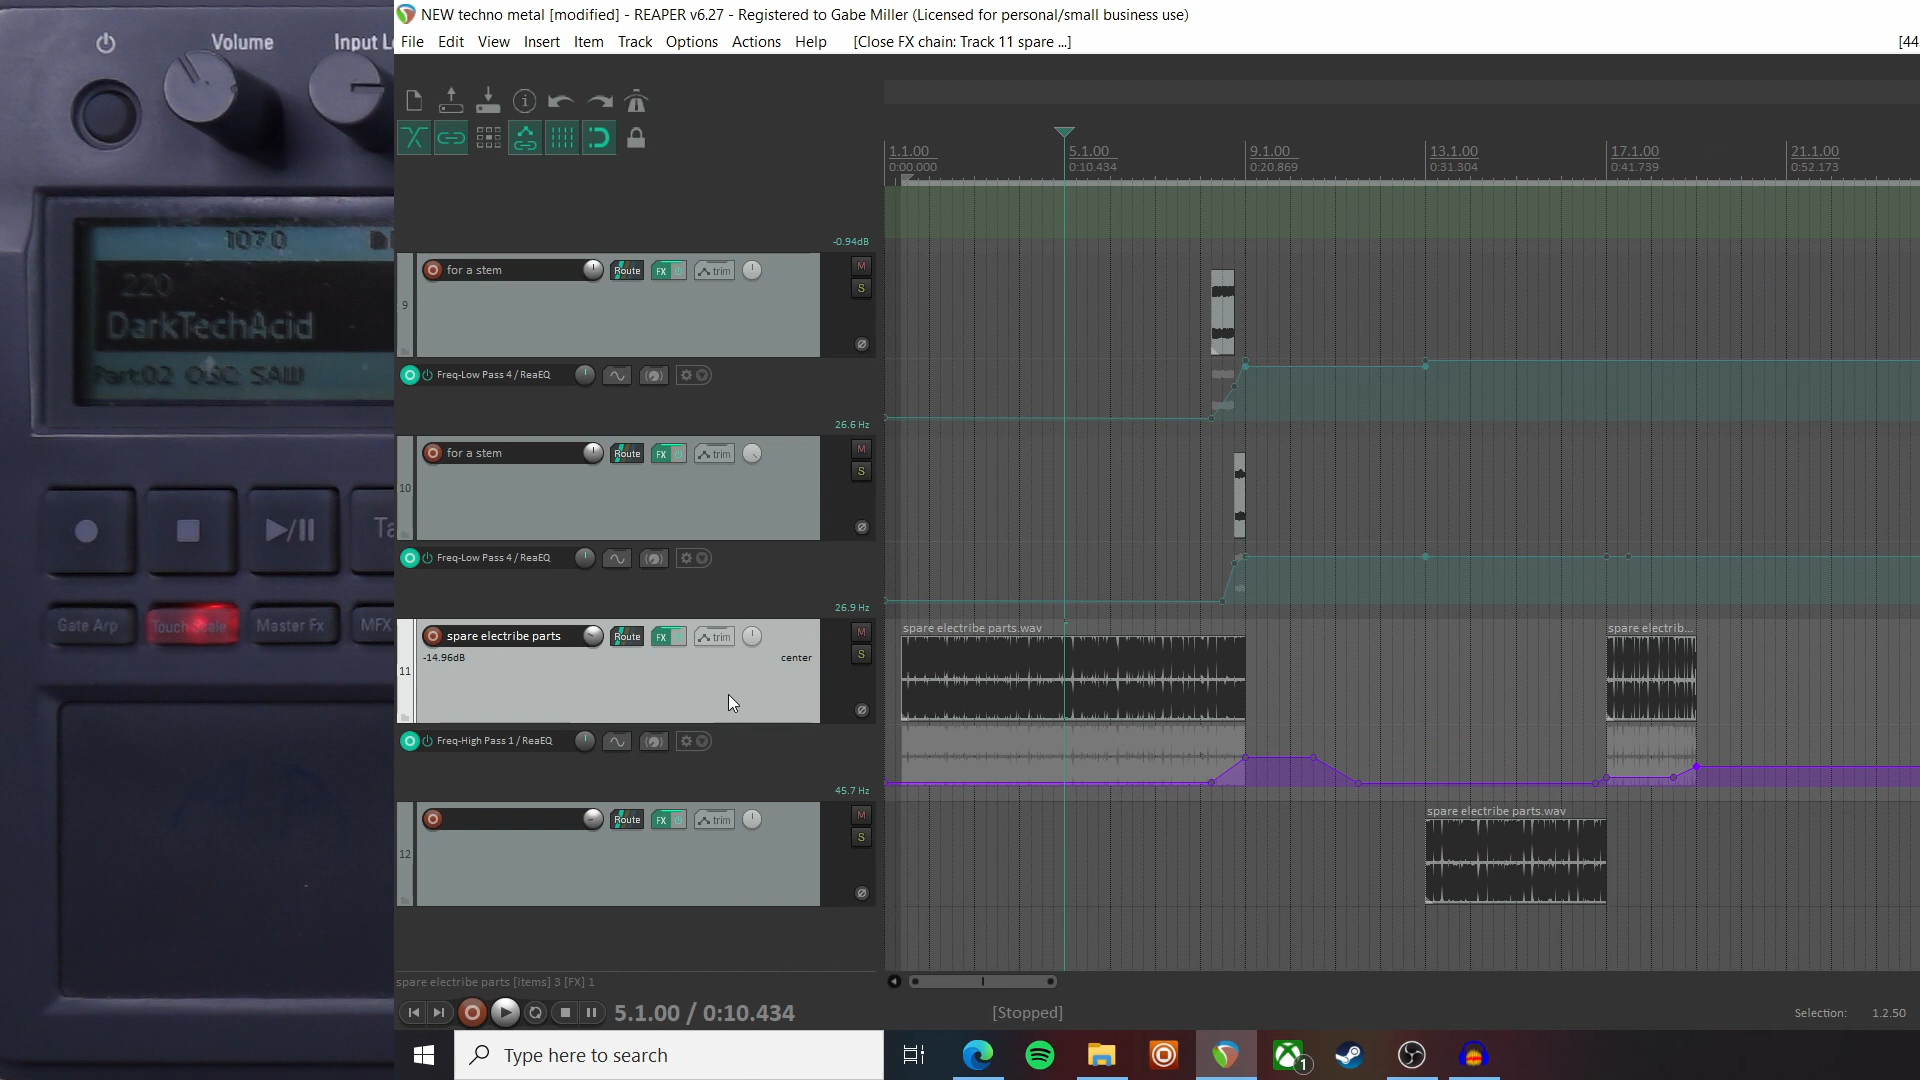 NEW techno metal [modified] - REAPER v6.27 - Registered to Gabe Miller (Licensed for personal/small business use)
File Edit View Insert Item Track Options Actions Help [Close FX chain: Track 11 spare ...]
[44
Volume
107.0
220
DarkTechAcid
Part:02 OSC: SAW
Gate Arp
Touch Scale
Master Fx
MFX
1.1.00 5.1.00 9.1.00 13.1.00 17.1.00 21.1.00
0:00.000 0:10.434 0:20.869 0:31.304 0:41.739 0:52.173
-0.94dB
9
for a stem Route FX trim M
S
Freq-Low Pass 4 / ReaEQ
26.6 Hz
10
for a stem Route FX trim M
S
Freq-Low Pass 4 / ReaEQ
26.9 Hz
spare electribe parts.wav spare electrib...
11
spare electribe parts Route FX trim M
-14.96dB center S
Freq-High Pass 1 / ReaEQ
45.7 Hz
spare electribe parts.wav
12
Route FX trim M
S
spare electribe parts [items] 3 [FX] 1
5.1.00 / 0:10.434
[Stopped]
Selection: 1.2.50
Type here to search
1